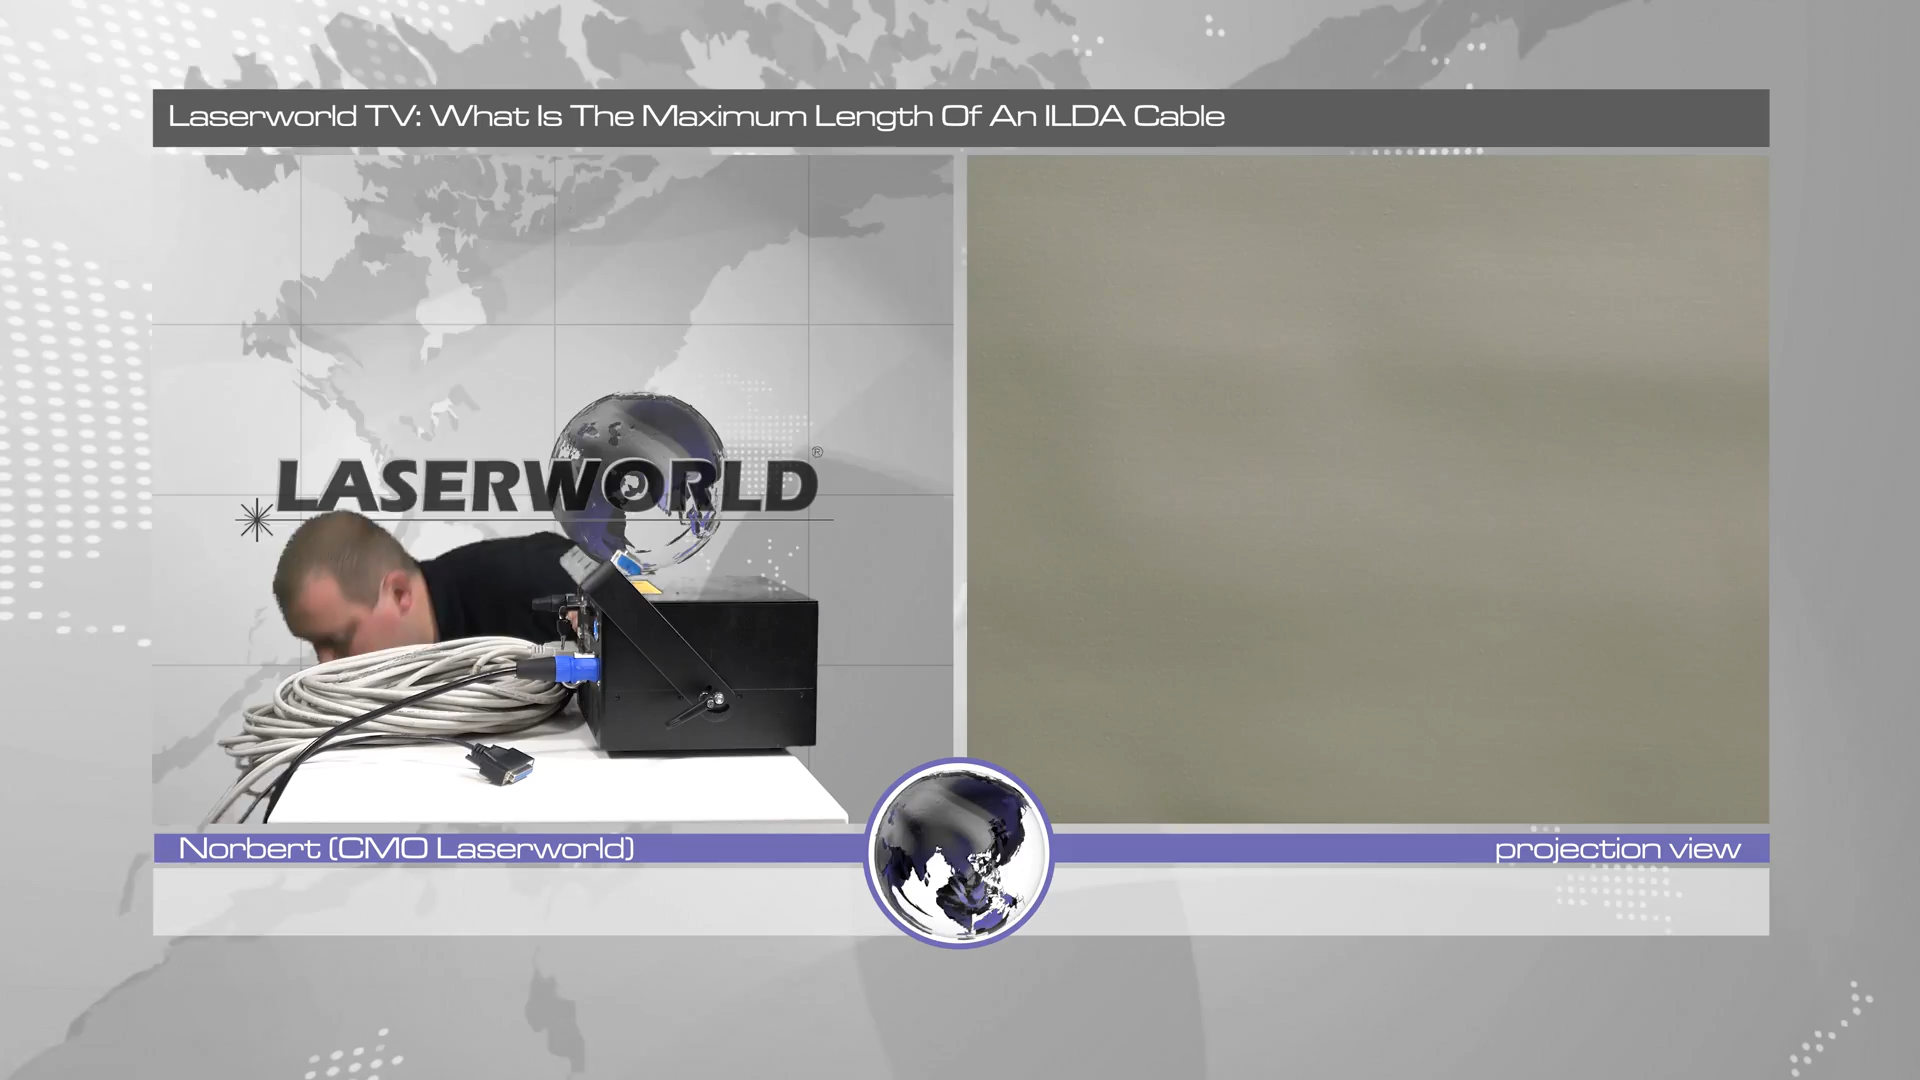 Laserworld TV: What Is The Maximum Length Of An ILDA Cable
LASERWORLD®
Norbert (CMO Laserworld)
projection view